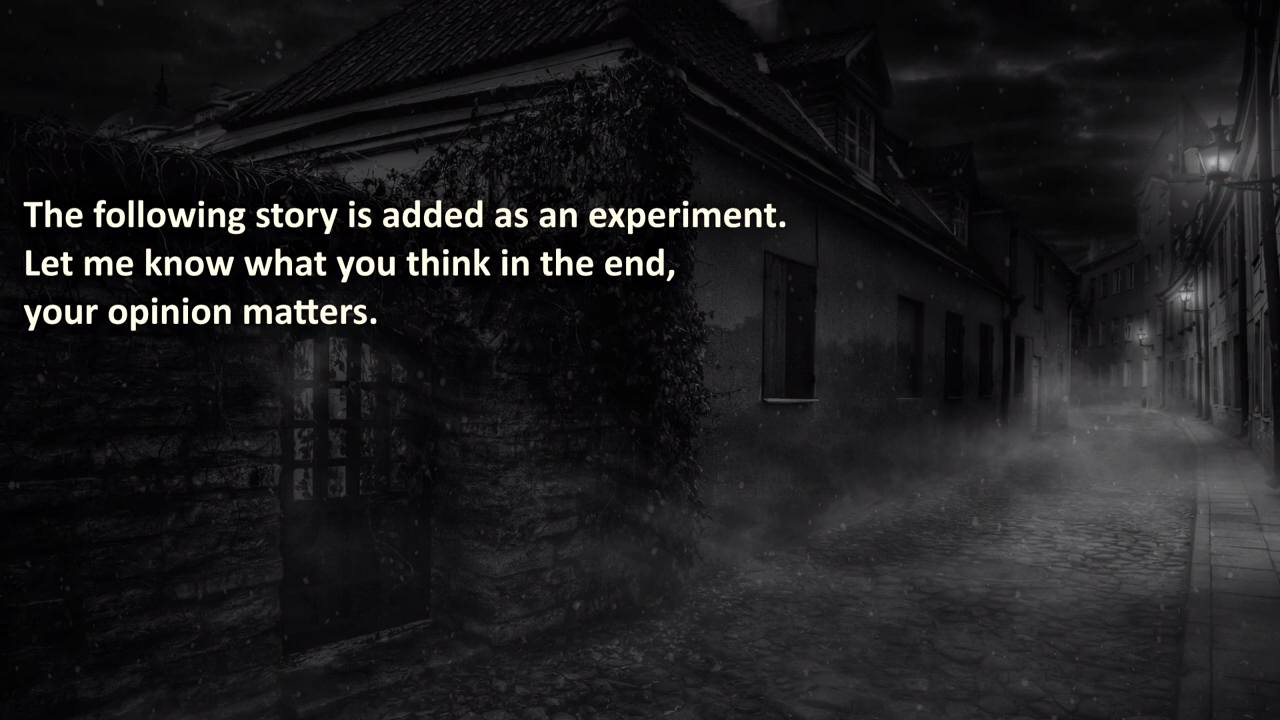 The following story is added as an experiment.
Let me know what you think in the end,
your opinion matters.